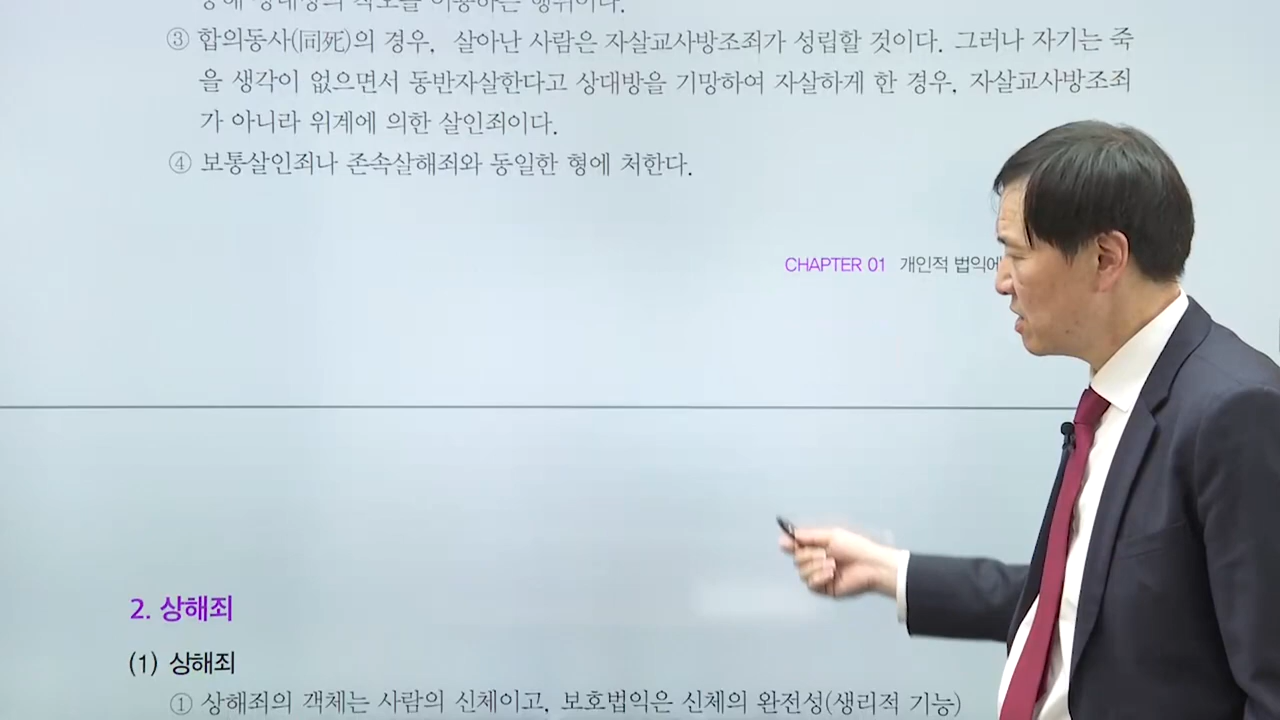 ③ 합의동사(同死)의 경우, 살아난 사람은 자살교사방조죄가 성립할 것이다. 그러나 자기는 죽
을 생각이 없으면서 동반자살한다고 상대방을 기망하여 자살하게 한 경우, 자살교사방조죄
가 아니라 위계에 의한 살인죄이다.
④ 보통살인죄나 존속살해죄와 동일한 형에 처한다.
CHAPTER 01 개인적 법익에
2. 상해죄
(1) 상해죄
① 상해죄의 객체는 사람의 신체이고, 보호법익은 신체의 완전성(생리적 기능)